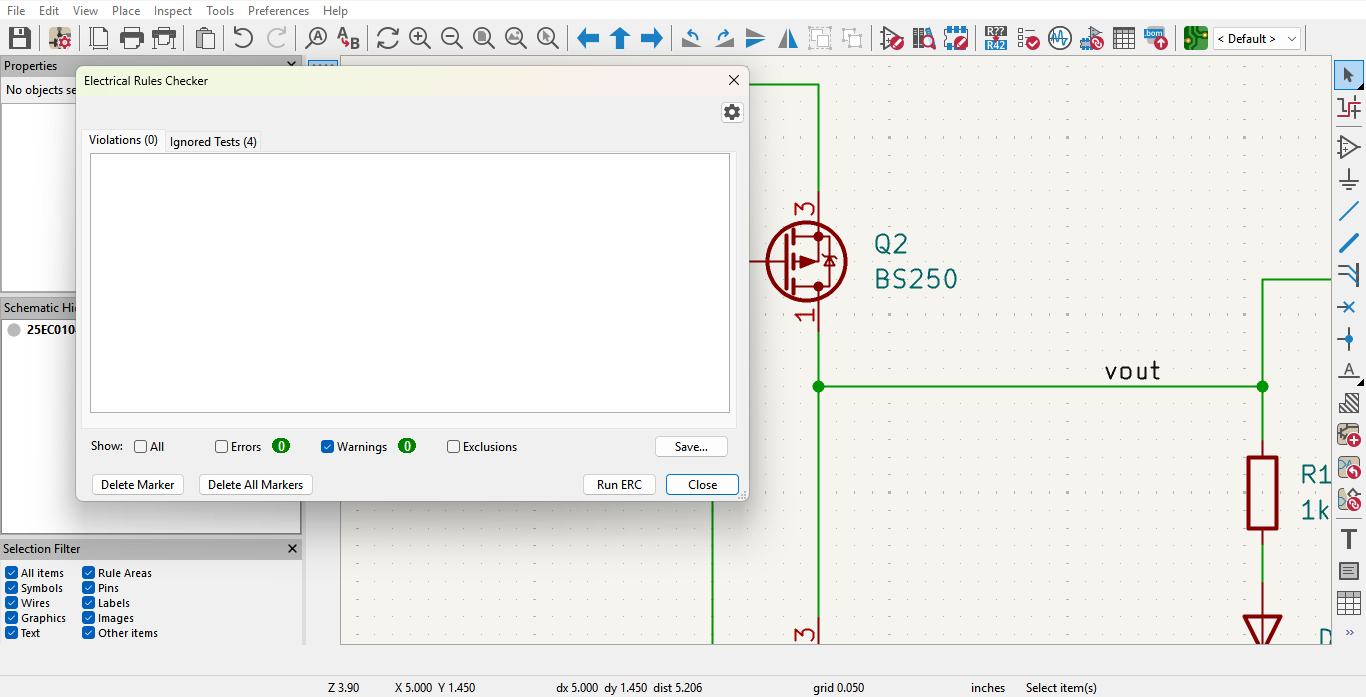 File Edit View Place Inspect Tools Preferences Help
A A B R?? R42 bom < Default >
Properties
No objects se
Electrical Rules Checker
Violations (0) Ignored Tests (4)
Show: All Errors 0 Warnings 0 Exclusions Save...
Delete Marker Delete All Markers Run ERC Close
Schematic Hi
25EC010
Selection Filter
All items Rule Areas
Symbols Pins
Wires Labels
Graphics Images
Text Other items
3
Q2
BS250
1
vout
R1
1k
3
D
A
T
Z 3.90 X 5.000 Y 1.450 dx 5.000 dy 1.450 dist 5.206 grid 0.050 inches Select item(s)